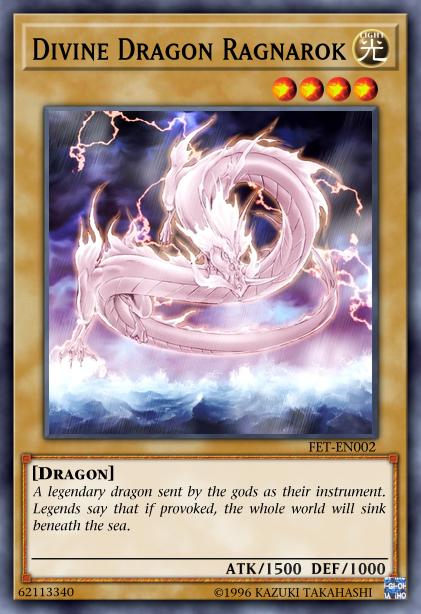 DIVINE DRAGON RAGNAROK
LIGHT
光
FET-EN002
[DRAGON]
A legendary dragon sent by the gods as their instrument.
Legends say that if provoked, the whole world will sink
beneath the sea.
ATK/1500 DEF/1000
62113340
©1996 KAZUKI TAKAHASHI